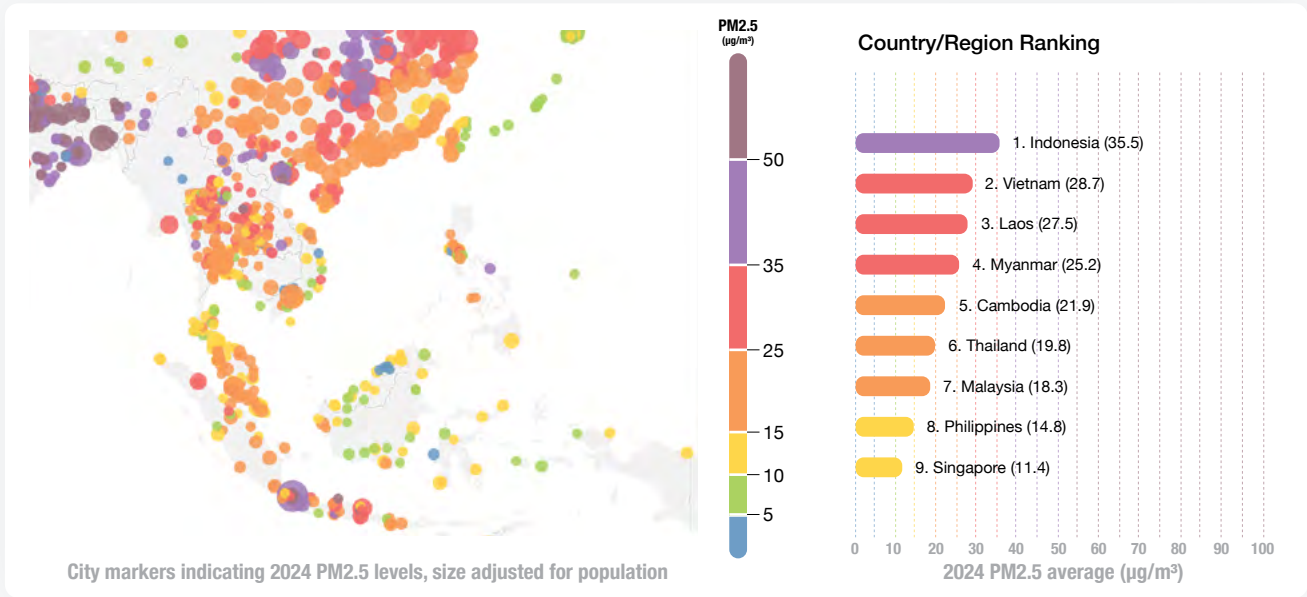 PM2.5
(µg/m³)
50
35
25
15
10
5
City markers indicating 2024 PM2.5 levels, size adjusted for population
Country/Region Ranking
1. Indonesia (35.5)
2. Vietnam (28.7)
3. Laos (27.5)
4. Myanmar (25.2)
5. Cambodia (21.9)
6. Thailand (19.8)
7. Malaysia (18.3)
8. Philippines (14.8)
9. Singapore (11.4)
0 10 20 30 40 50 60 70 80 90 100
2024 PM2.5 average (µg/m³)